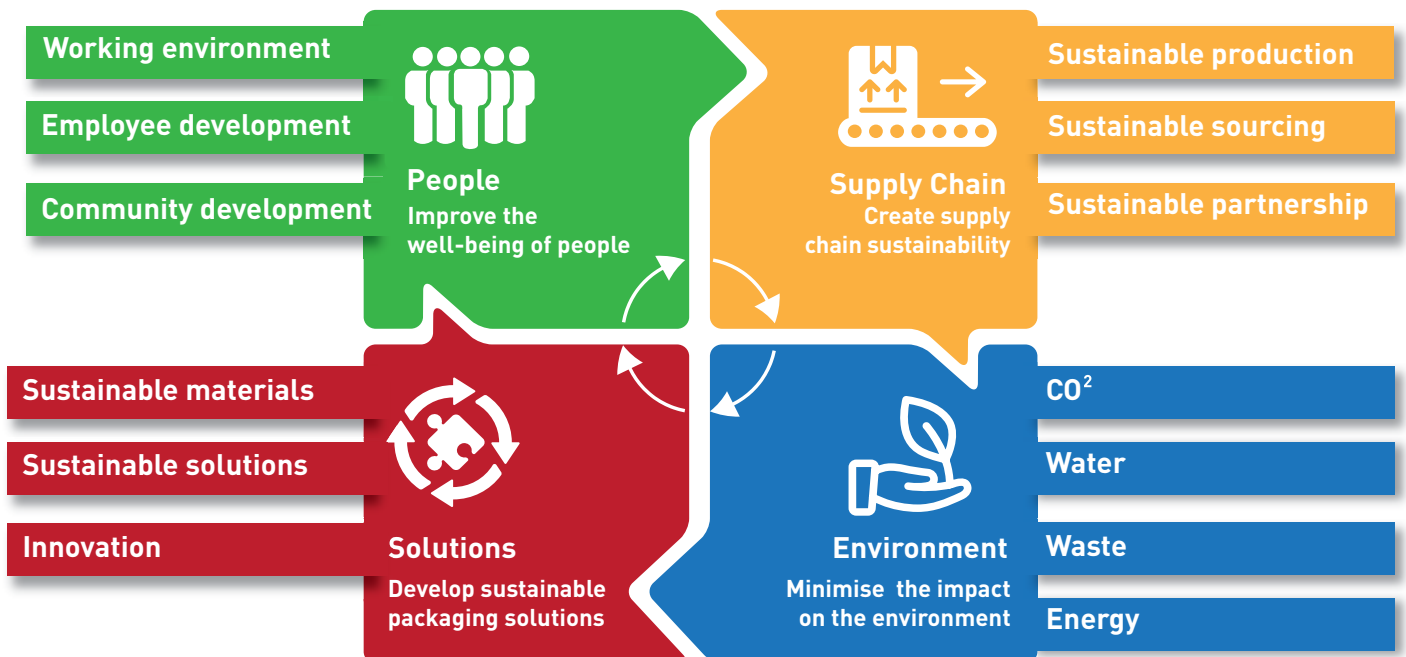 Working environment
Employee development
Community development
People
Improve the
well-being of people
Supply Chain
Create supply
chain sustainability
Sustainable production
Sustainable sourcing
Sustainable partnership
Sustainable materials
Sustainable solutions
Innovation
Solutions
Develop sustainable
packaging solutions
Environment
Minimise the impact
on the environment
CO²
Water
Waste
Energy